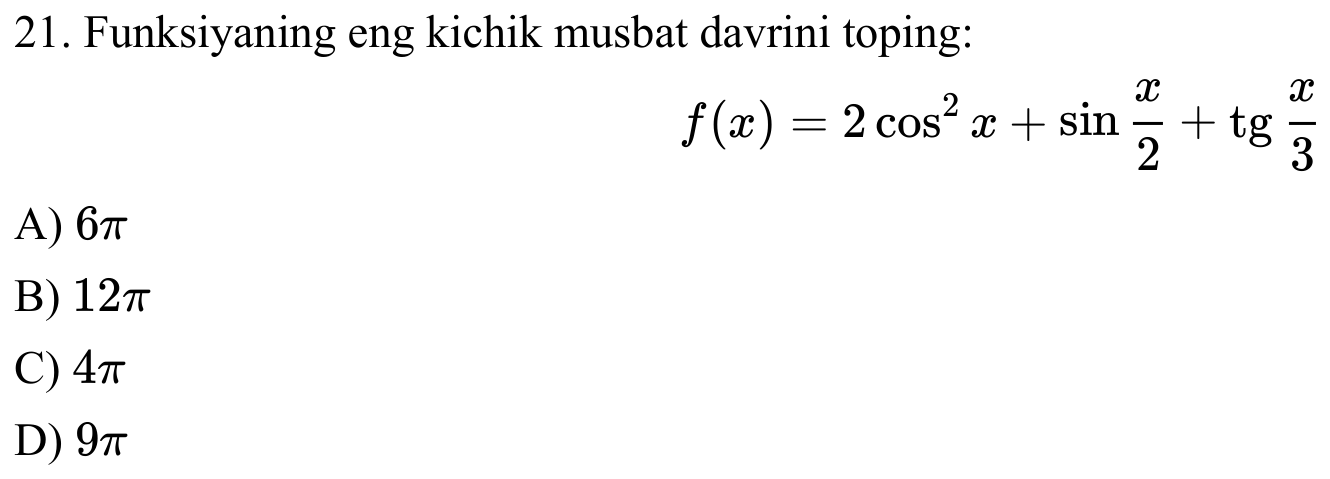 21. Funksiyaning eng kichik musbat davrini toping:
f(x) = 2 cos² x + sin x/2 + tg x/3
A) 6π
B) 12π
C) 4π
D) 9π